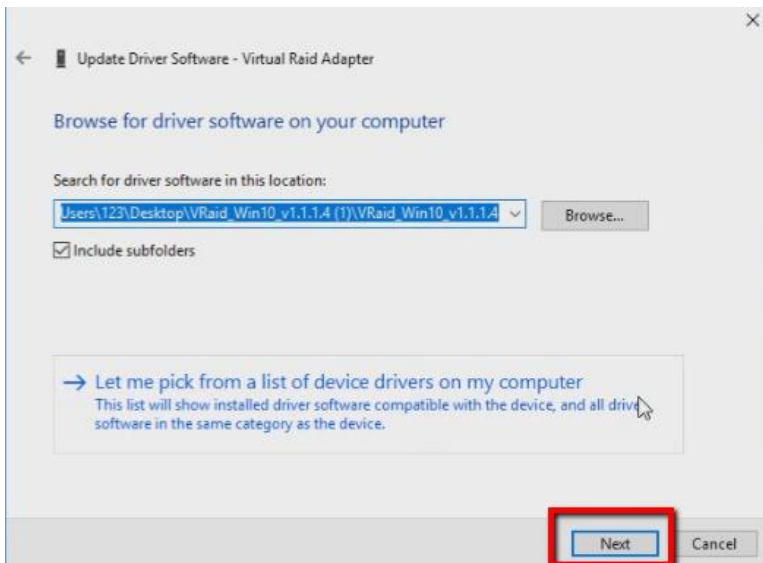 Update Driver Software - Virtual Raid Adapter
Browse for driver software on your computer
Search for driver software in this location:
Users\123\Desktop\VRaid_Win10_v1.1.1.4 (1)\VRaid_Win10_v1.1.1.4
Browse...
Include subfolders
Let me pick from a list of device drivers on my computer
This list will show installed driver software compatible with the device, and all driver
software in the same category as the device.
Next
Cancel